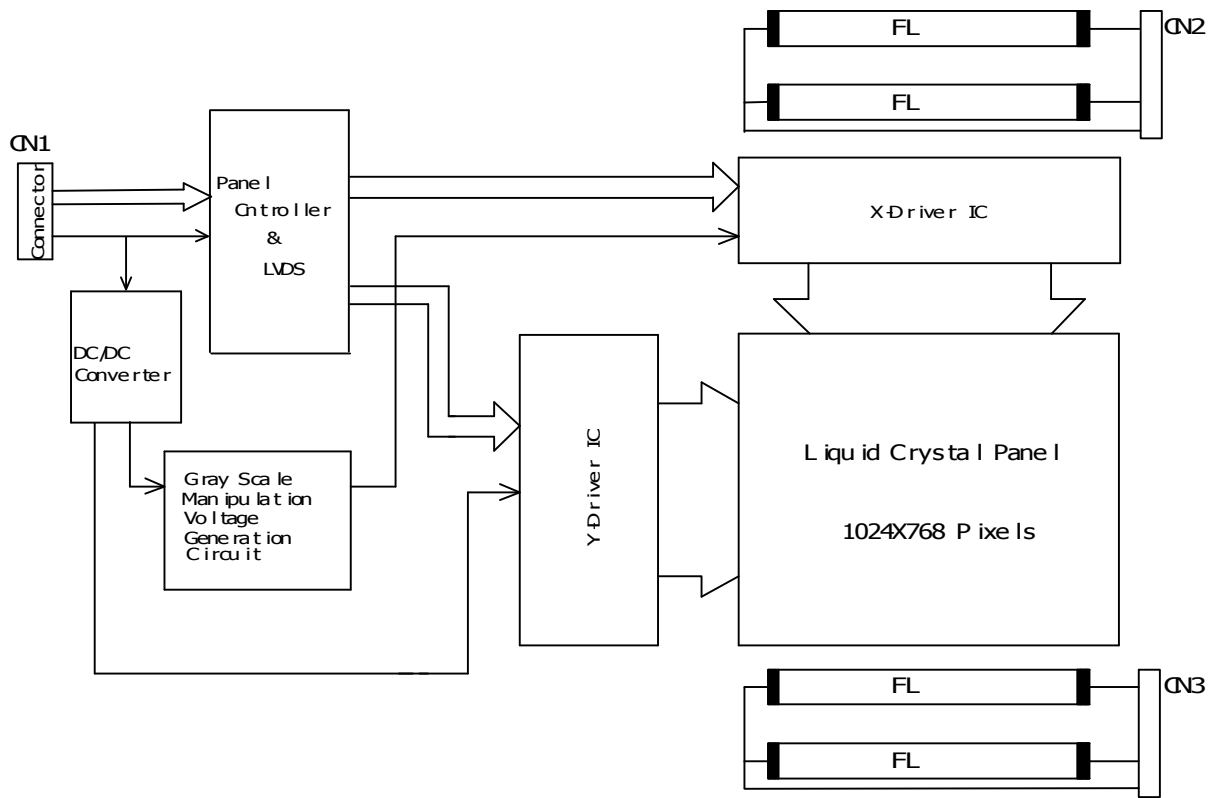 FL
CN2
FL
CN1
Connector
Panel
Cntroller
&
LVDS
X-Driver IC
DC/DC
Converter
Gray Scale
Manipulation
Voltage
Generation
Circuit
Y-Driver IC
Liquid Crystal Panel
1024X768 Pixels
FL
CN3
FL